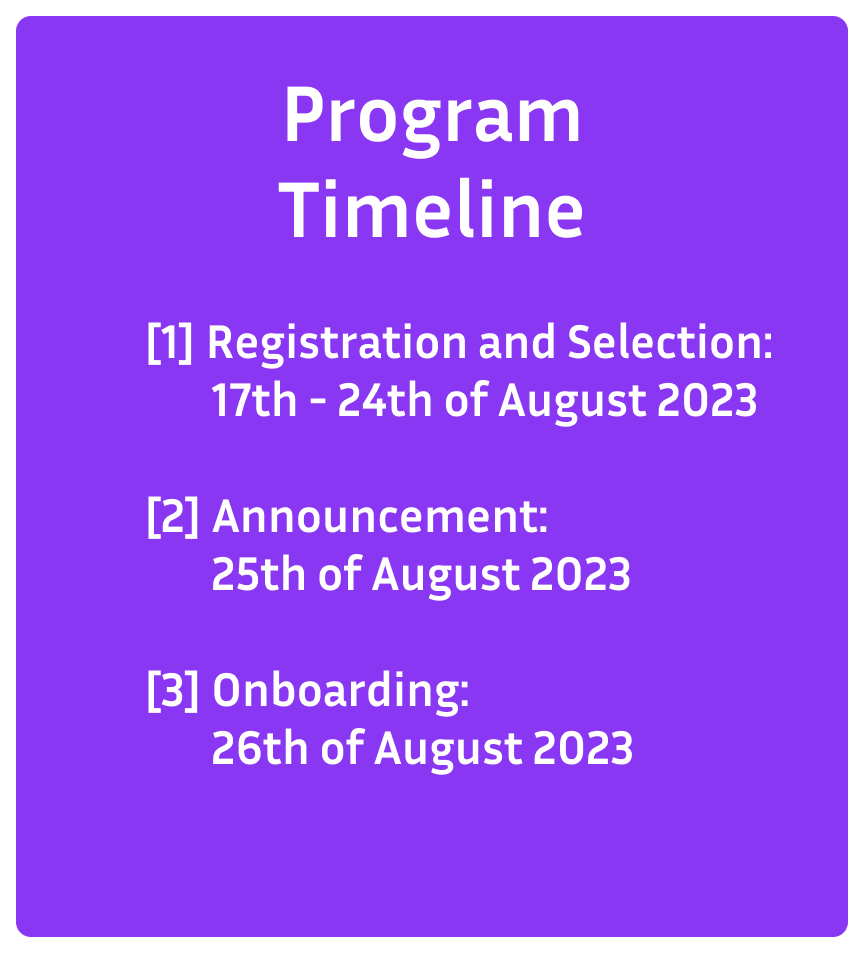 Program
Timeline
[1] Registration and Selection:
17th - 24th of August 2023
[2] Announcement:
25th of August 2023
[3] Onboarding:
26th of August 2023